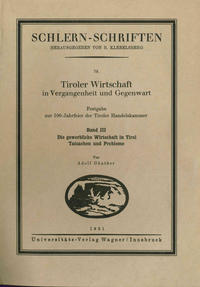 SCHLERN-SCHRIFTEN
HERAUSGEGEBEN VON R. KLEBELSBERG
79.
Tiroler Wirtschaft
in Vergangenheit und Gegenwart
Festgabe
zur 100-Jahrfeier der Tiroler Handelskammer
Band III
Die gewerbliche Wirtschaft in Tirol
Tatsachen und Probleme
Von
Adolf Günther
1951
Universitäts-Verlag Wagner / Innsbruck